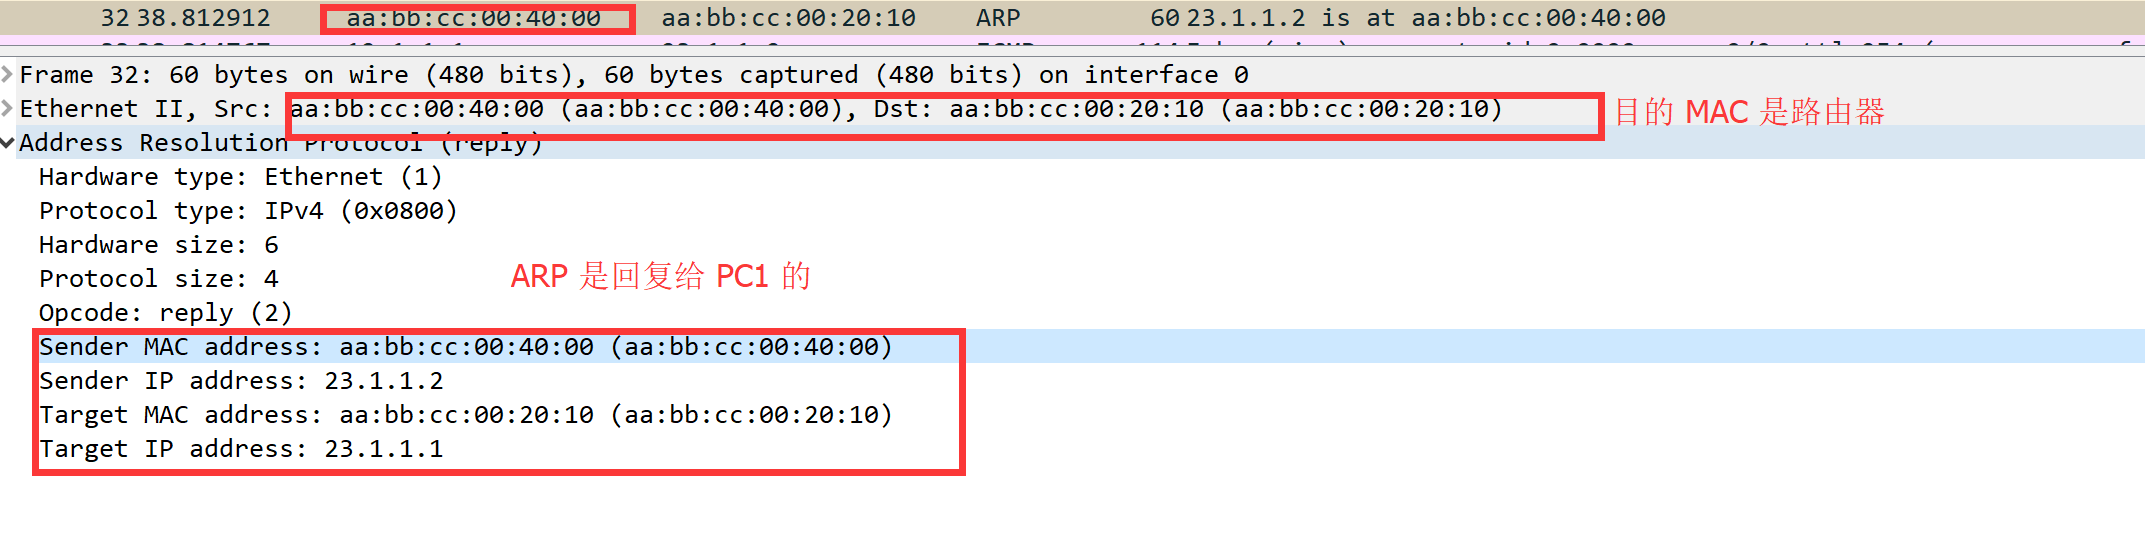 32 38.812912 aa:bb:cc:00:40:00 aa:bb:cc:00:20:10 ARP 60 23.1.1.2 is at aa:bb:cc:00:40:00
Frame 32: 60 bytes on wire (480 bits), 60 bytes captured (480 bits) on interface 0
Ethernet II, Src: aa:bb:cc:00:40:00 (aa:bb:cc:00:40:00), Dst: aa:bb:cc:00:20:10 (aa:bb:cc:00:20:10) 目的 MAC 是路由器
Address Resolution Protocol (reply)
Hardware type: Ethernet (1)
Protocol type: IPv4 (0x0800)
Hardware size: 6
Protocol size: 4
ARP 是回复给 PC1 的
Opcode: reply (2)
Sender MAC address: aa:bb:cc:00:40:00 (aa:bb:cc:00:40:00)
Sender IP address: 23.1.1.2
Target MAC address: aa:bb:cc:00:20:10 (aa:bb:cc:00:20:10)
Target IP address: 23.1.1.1